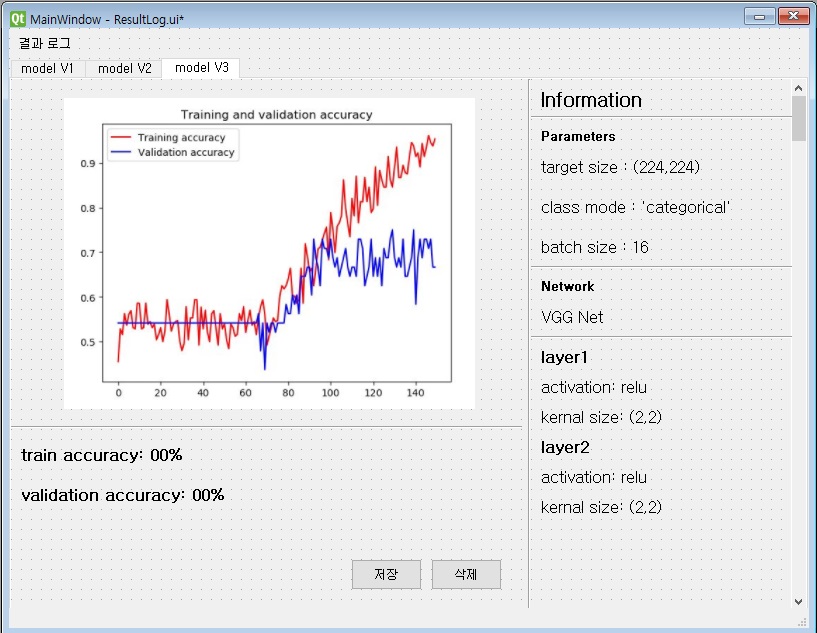 Qt MainWindow - ResultLog.ui*
결과 로그
model V1 model V2 model V3
Training and validation accuracy
Training accuracy
Validation accuracy
0.9
0.8
0.7
0.6
0.5
0 20 40 60 80 100 120 140
train accuracy: 00%
validation accuracy: 00%
저장 삭제
Information
Parameters
target size : (224,224)
class mode : 'categorical'
batch size : 16
Network
VGG Net
layer1
activation: relu
kernal size: (2,2)
layer2
activation: relu
kernal size: (2,2)